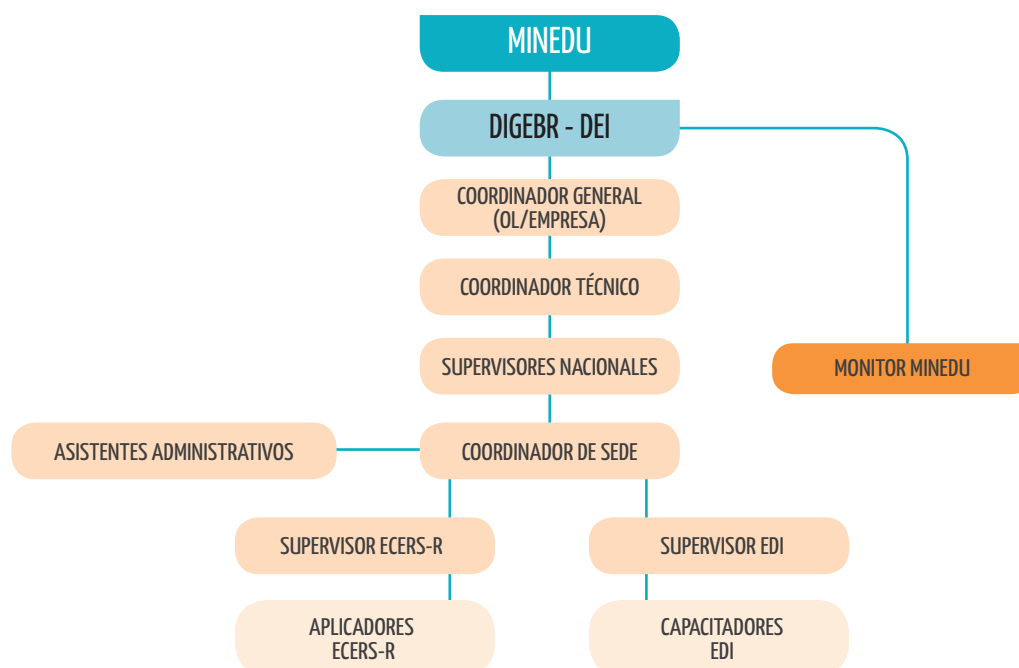 MINEDU
DIGEBR - DEI
COORDINADOR GENERAL
(OL/EMPRESA)
COORDINADOR TÉCNICO
SUPERVISORES NACIONALES
MONITOR MINEDU
ASISTENTES ADMINISTRATIVOS
COORDINADOR DE SEDE
SUPERVISOR ECERS-R
SUPERVISOR EDI
APLICADORES
ECERS-R
CAPACITADORES
EDI